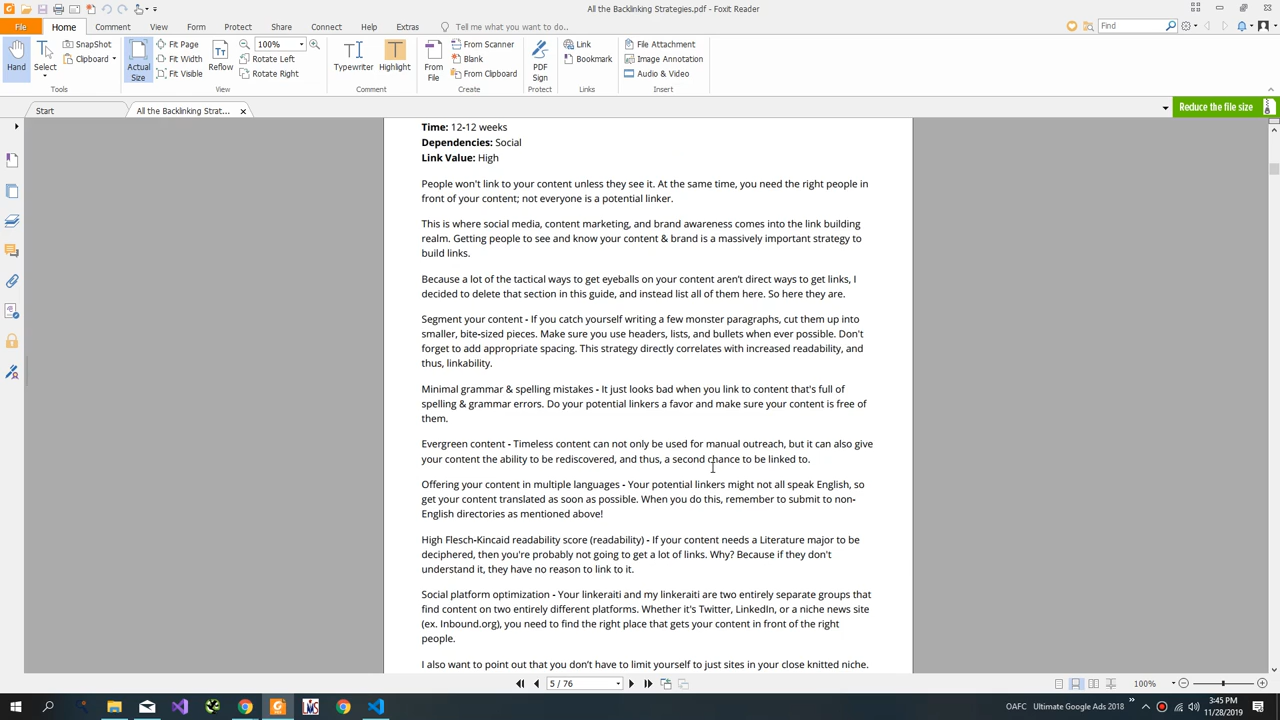 All the Backlinking Strategies.pdf - Foxit Reader
File Home Comment View Form Protect Share Connect Help Extras Tell me what you want to do.. Find
Hand
Select
SnapShot
Clipboard
Tools
Actual Size
Fit Page
Fit Width
Fit Visible
Reflow
100%
Rotate Left
Rotate Right
View
Typewriter
Highlight
Comment
From File
From Scanner
Blank
From Clipboard
Create
PDF Sign
Protect
Link
Bookmark
Links
File Attachment
Image Annotation
Audio & Video
Insert
Start All the Backlinking Strat... Reduce the file size
Time: 12-12 weeks
Dependencies: Social
Link Value: High
People won't link to your content unless they see it. At the same time, you need the right people in
front of your content; not everyone is a potential linker.
This is where social media, content marketing, and brand awareness comes into the link building
realm. Getting people to see and know your content & brand is a massively important strategy to
build links.
Because a lot of the tactical ways to get eyeballs on your content aren't direct ways to get links, I
decided to delete that section in this guide, and instead list all of them here. So here they are.
Segment your content - If you catch yourself writing a few monster paragraphs, cut them up into
smaller, bite-sized pieces. Make sure you use headers, lists, and bullets when ever possible. Don't
forget to add appropriate spacing. This strategy directly correlates with increased readability, and
thus, linkability.
Minimal grammar & spelling mistakes - It just looks bad when you link to content that's full of
spelling & grammar errors. Do your potential linkers a favor and make sure your content is free of
them.
Evergreen content - Timeless content can not only be used for manual outreach, but it can also give
your content the ability to be rediscovered, and thus, a second chance to be linked to.
Offering your content in multiple languages - Your potential linkers might not all speak English, so
get your content translated as soon as possible. When you do this, remember to submit to non-
English directories as mentioned above!
High Flesch-Kincaid readability score (readability) - If your content needs a Literature major to be
deciphered, then you're probably not going to get a lot of links. Why? Because if they don't
understand it, they have no reason to link to it.
Social platform optimization - Your linkeraiti and my linkeraiti are two entirely separate groups that
find content on two entirely different platforms. Whether it's Twitter, LinkedIn, or a niche news site
(ex. Inbound.org), you need to find the right place that gets your content in front of the right
people.
I also want to point out that you don't have to limit yourself to just sites in your close knitted niche.
5 / 76
100%
OAFC Ultimate Google Ads 2018
3:45 PM
11/28/2019